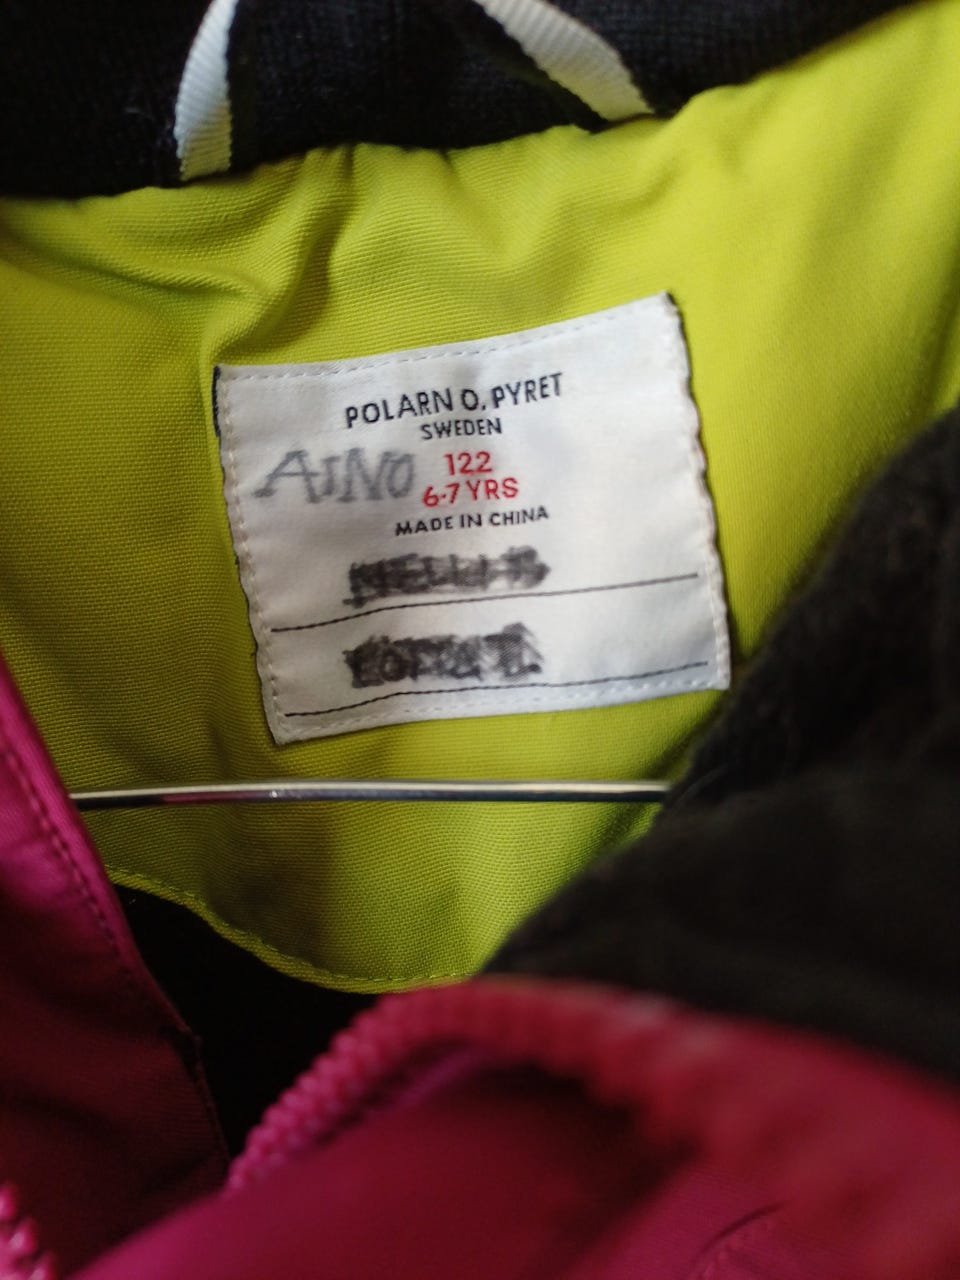 POLARN O. PYRET
SWEDEN
AINO 122
6-7 YRS
MADE IN CHINA